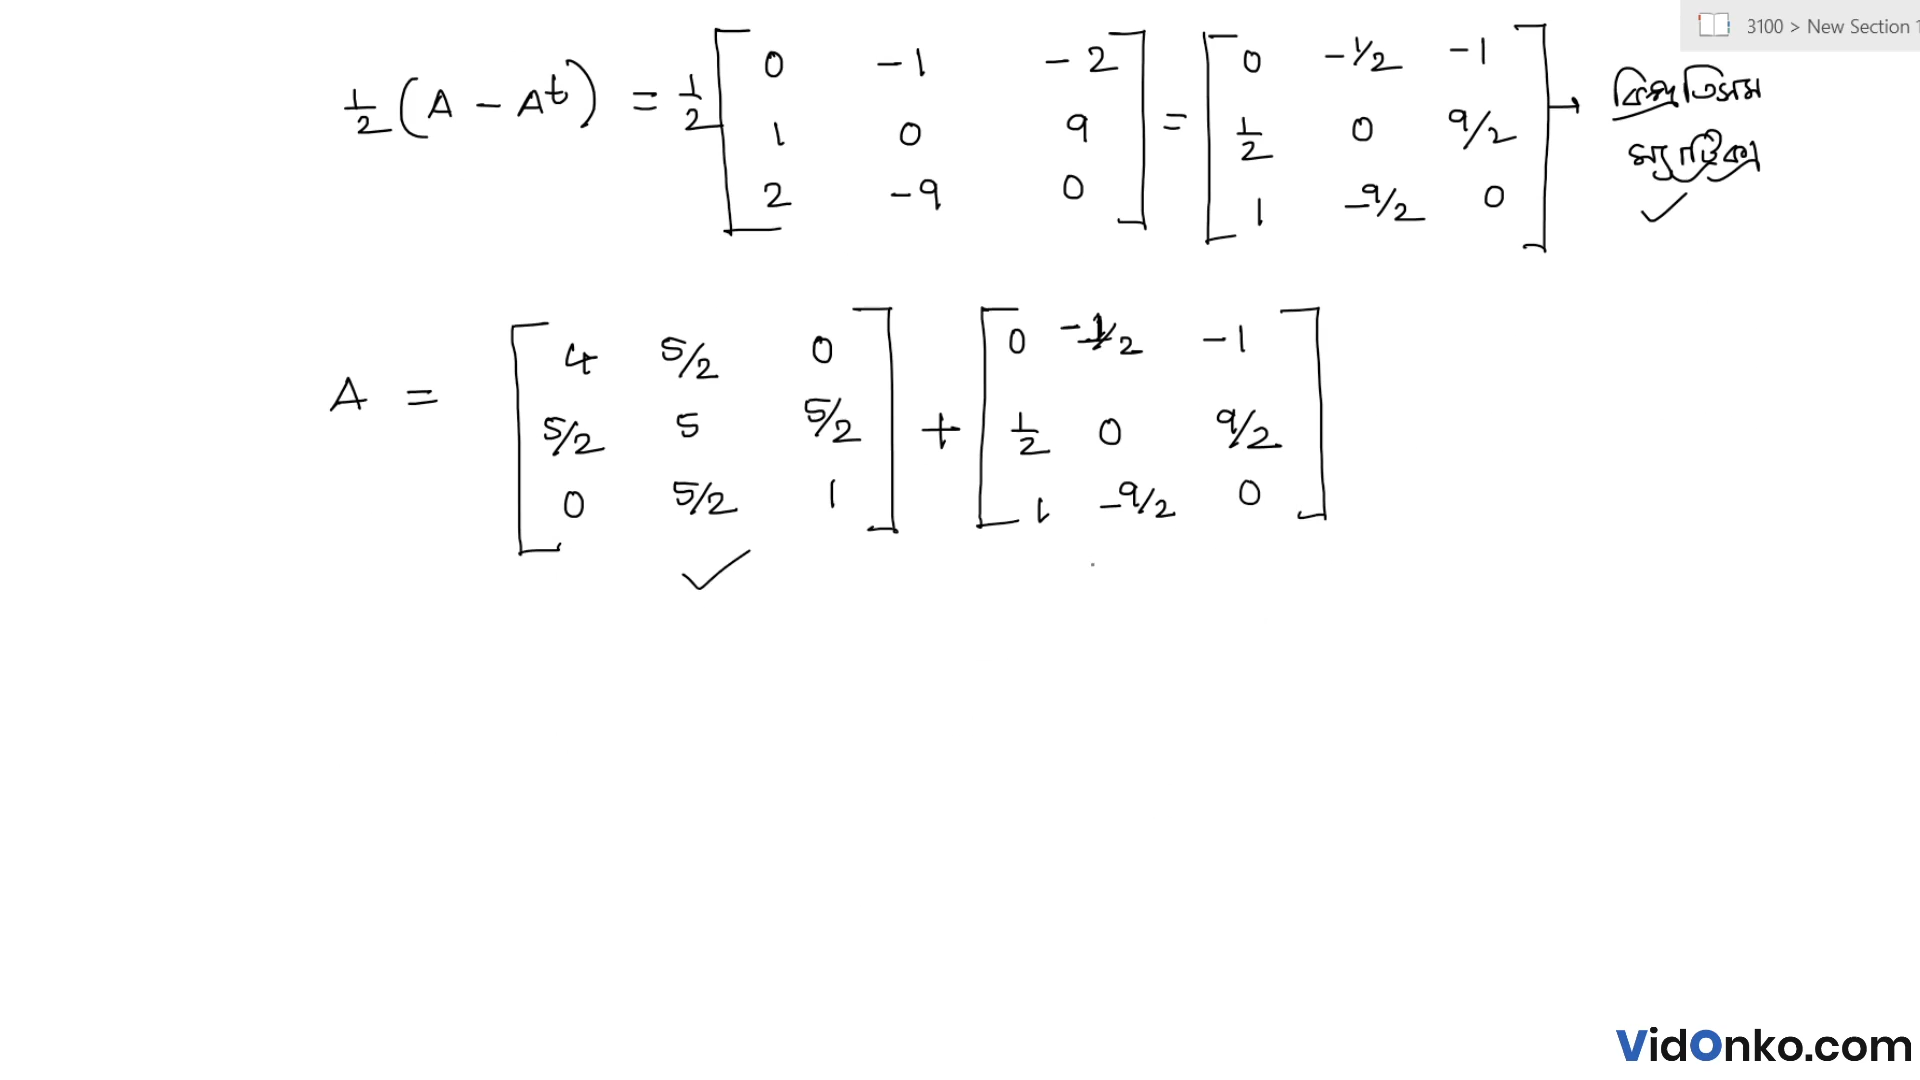 3100 > New Section 1
½(A - Aᵗ) = ½ [0 -1 -2; 1 0 9; 2 -9 0] = [0 -½ -1; ½ 0 9/2; 1 -9/2 0] → বিপ্রতিসম
ম্যাট্রিক্স ✓
A = [4 5/2 0; 5/2 5 5/2; 0 5/2 1] + [0 -1/2 -1; ½ 0 9/2; 1 -9/2 0]
✓
VidOnko.com